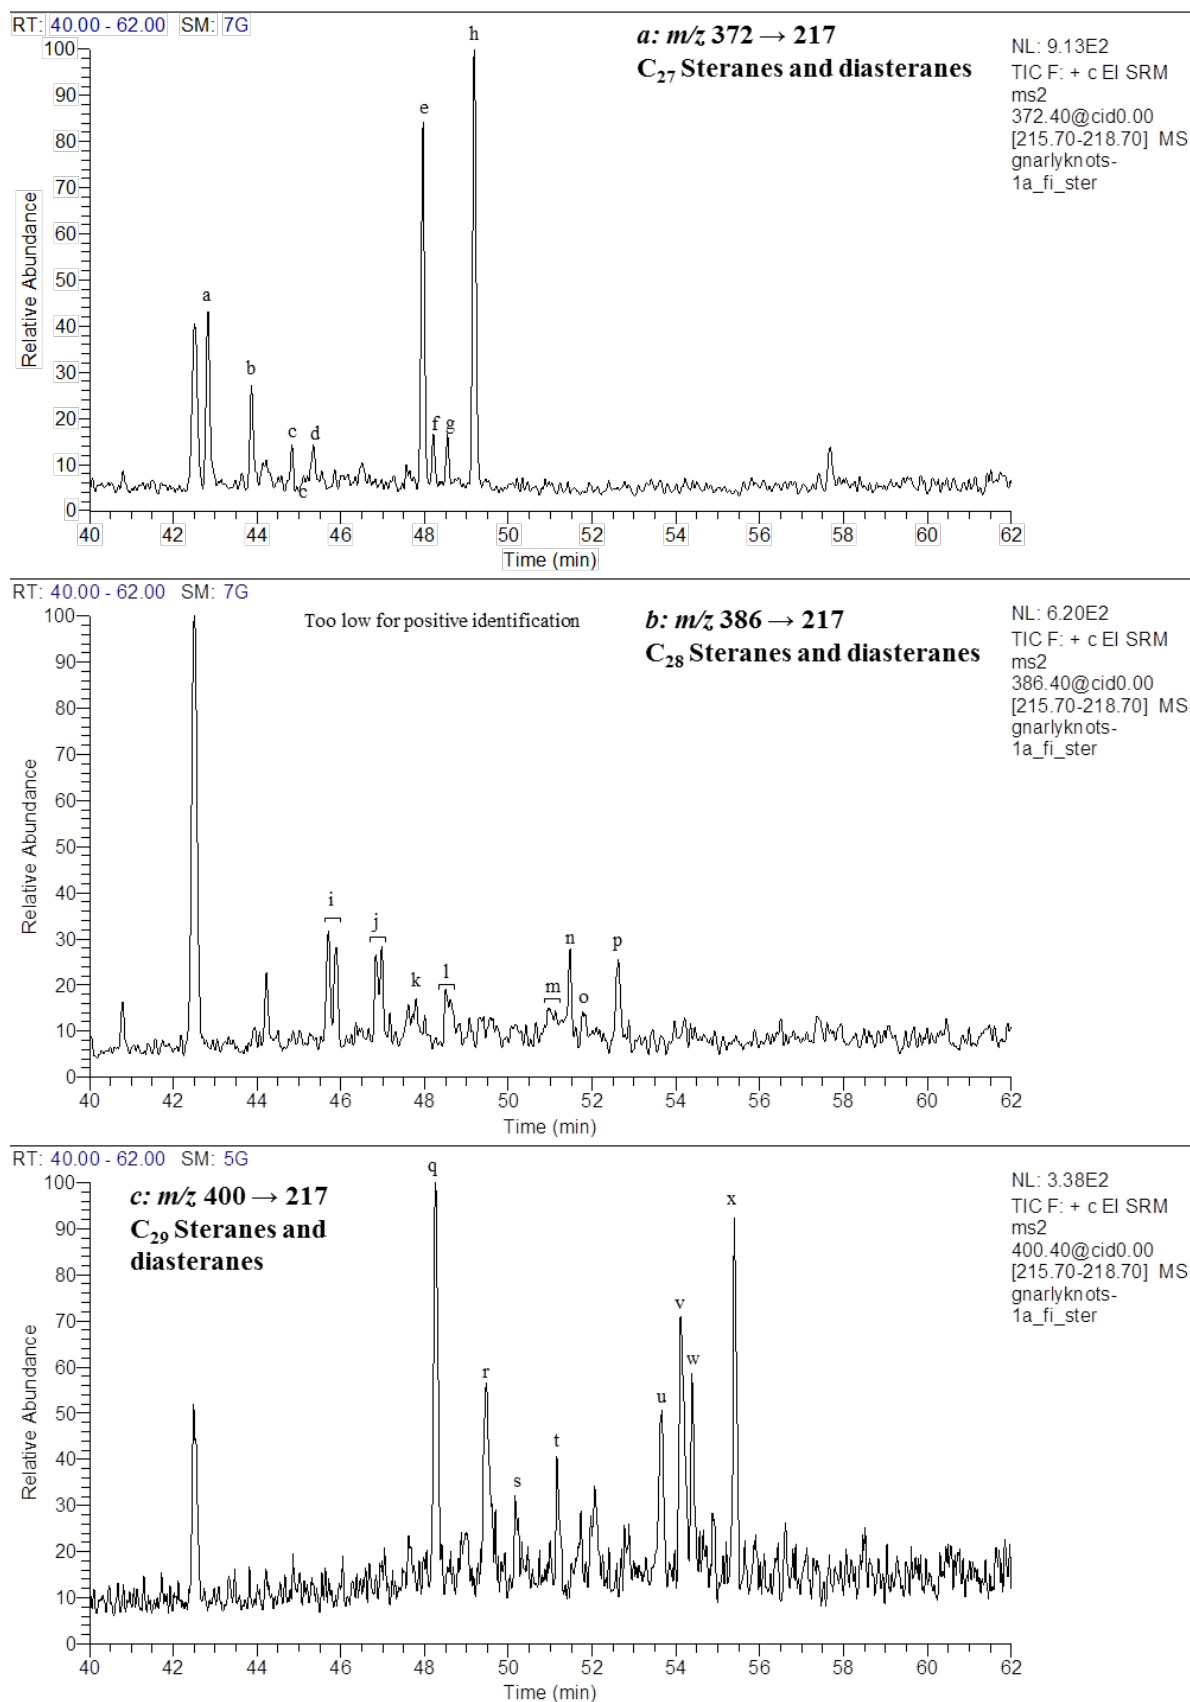 RT: 40.00 - 62.00 SM: 7G
a: m/z 372 → 217
C27 Steranes and diasteranes
NL: 9.13E2
TIC F: + c EI SRM
ms2
372.40@cid0.00
[215.70-218.70] MS
gnarlyknots-
1a_fi_ster
Relative Abundance
100
90
80
70
60
50
40
30
20
10
0
a
b
c
c
d
e
f
g
h
40 42 44 46 48 50 52 54 56 58 60 62
Time (min)
RT: 40.00 - 62.00 SM: 7G
Too low for positive identification
b: m/z 386 → 217
C28 Steranes and diasteranes
NL: 6.20E2
TIC F: + c EI SRM
ms2
386.40@cid0.00
[215.70-218.70] MS
gnarlyknots-
1a_fi_ster
Relative Abundance
100
90
80
70
60
50
40
30
20
10
0
i
j
k
l
m
n
o
p
40 42 44 46 48 50 52 54 56 58 60 62
Time (min)
RT: 40.00 - 62.00 SM: 5G
c: m/z 400 → 217
C29 Steranes and
diasteranes
NL: 3.38E2
TIC F: + c EI SRM
ms2
400.40@cid0.00
[215.70-218.70] MS
gnarlyknots-
1a_fi_ster
Relative Abundance
100
90
80
70
60
50
40
30
20
10
0
q
r
s
t
u
v
w
x
40 42 44 46 48 50 52 54 56 58 60 62
Time (min)